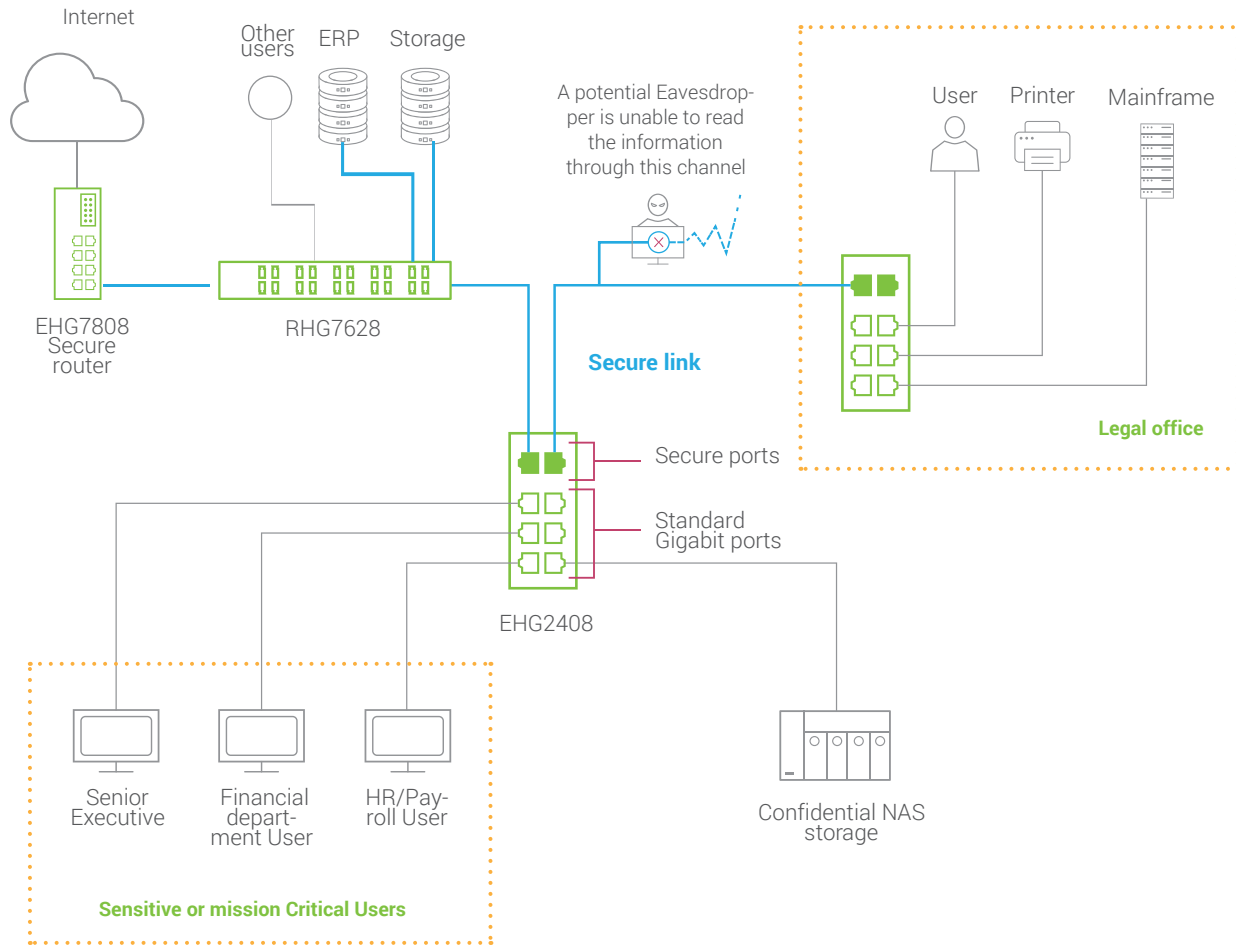 Internet
Other
users
ERP
Storage
A potential Eavesdrop-
per is unable to read
the information
through this channel
User
Printer
Mainframe
EHG7808
Secure
router
RHG7628
Secure link
Legal office
Secure ports
Standard
Gigabit ports
EHG2408
Senior
Executive
Financial
depart-
ment User
HR/Pay-
roll User
Confidential NAS
storage
Sensitive or mission Critical Users